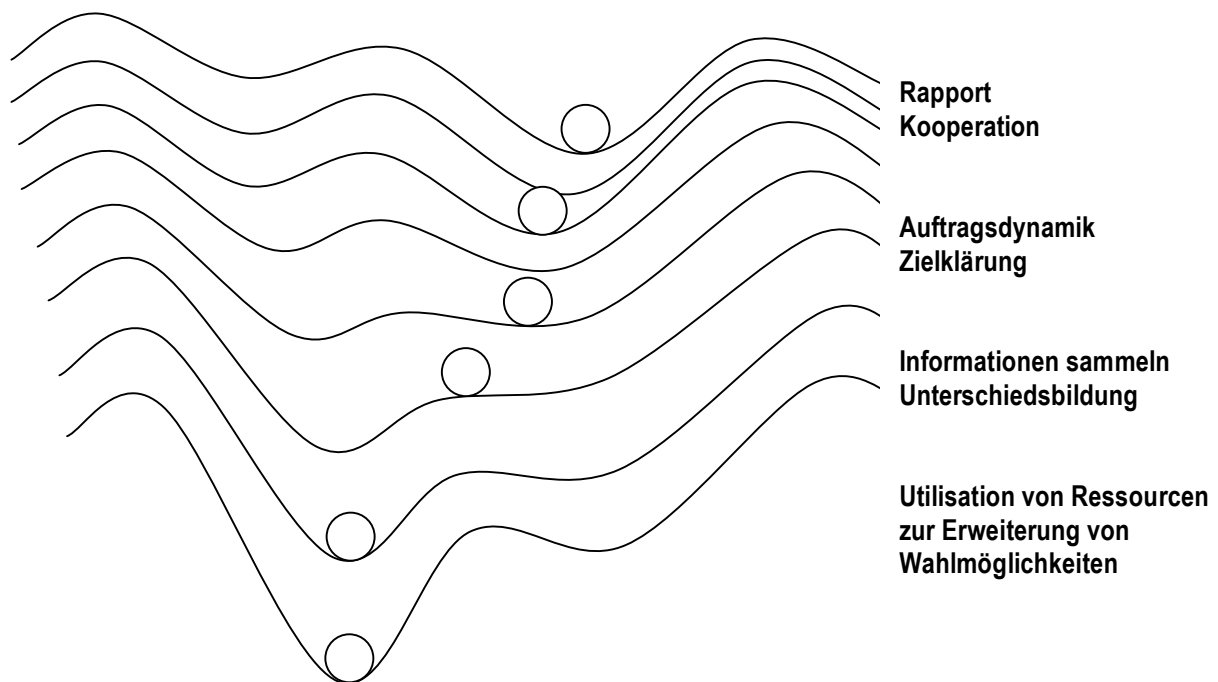 Rapport
Kooperation
Auftragsdynamik
Zielklärung
Informationen sammeln
Unterschiedsbildung
Utilisation von Ressourcen
zur Erweiterung von
Wahlmöglichkeiten